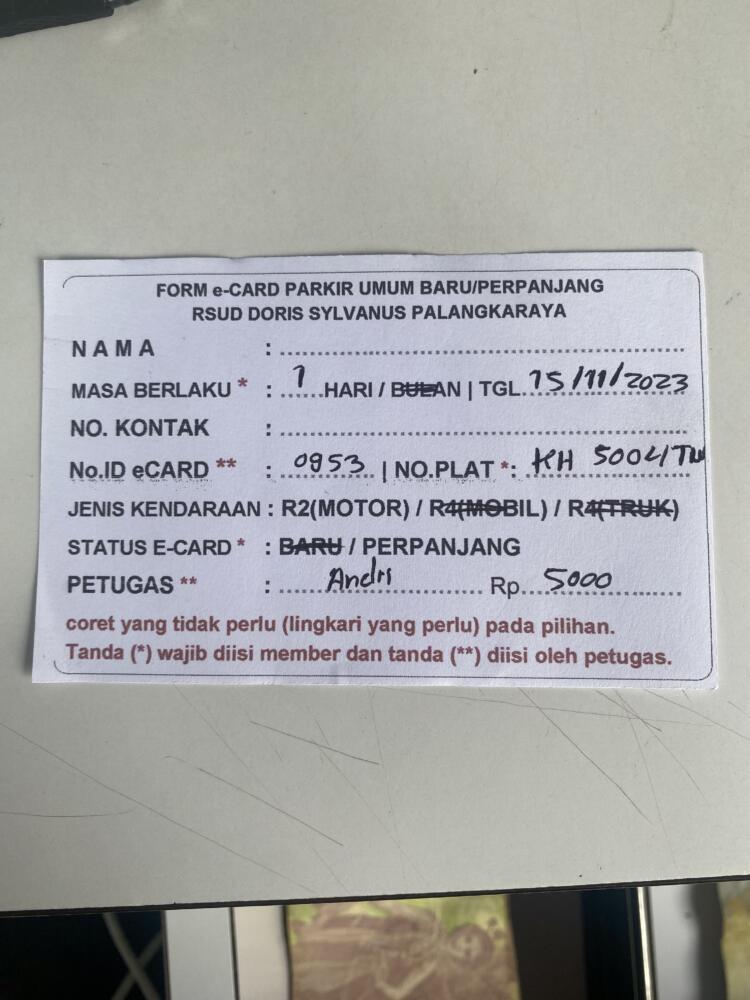 FORM e-CARD PARKIR UMUM BARU/PERPANJANG
RSUD DORIS SYLVANUS PALANGKARAYA
NAMA : ..............................
MASA BERLAKU * : 1 HARI / BULAN | TGL. 15/11/2023
NO. KONTAK : ..............................
No.ID eCARD ** : 0953 | NO.PLAT *: KH 5004
JENIS KENDARAAN : R2(MOTOR) / R4(MOBIL) / R4(TRUK)
STATUS E-CARD * : BARU / PERPANJANG
PETUGAS ** : Andri Rp. 5000
coret yang tidak perlu (lingkari yang perlu) pada pilihan.
Tanda (*) wajib diisi member dan tanda (**) diisi oleh petugas.